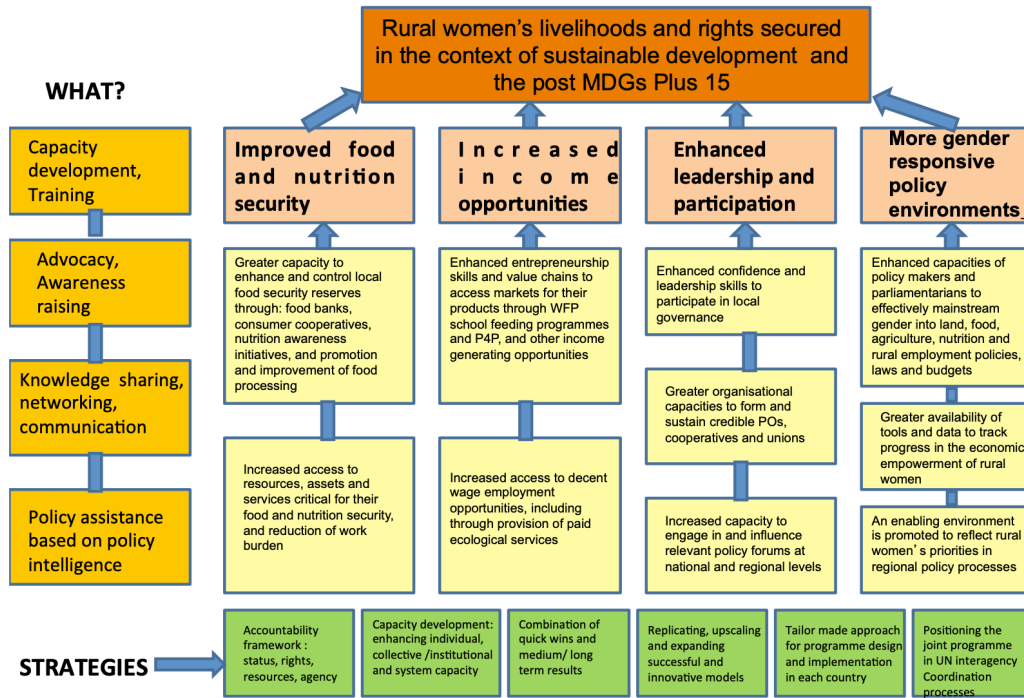 Rural women's livelihoods and rights secured
in the context of sustainable development and
the post MDGs Plus 15
WHAT?
Capacity
development,
Training
Advocacy,
Awareness
raising
Knowledge sharing,
networking,
communication
Policy assistance
based on policy
intelligence
Improved food
and nutrition
security
Increased
income
opportunities
Enhanced
leadership and
participation
More gender
responsive
policy
environments
Greater capacity to
enhance and control local
food security reserves
through: food banks,
consumer cooperatives,
nutrition awareness
initiatives, and promotion
and improvement of food
processing
Enhanced entrepreneurship
skills and value chains to
access markets for their
products through WFP
school feeding programmes
and P4P, and other income
generating opportunities
Enhanced confidence and
leadership skills to
participate in local
governance
Enhanced capacities of
policy makers and
parliamentarians to
effectively mainstream
gender into land, food,
agriculture, nutrition and
rural employment policies,
laws and budgets
Greater organisational
capacities to form and
sustain credible POs,
cooperatives and unions
Greater availability of
tools and data to track
progress in the economic
empowerment of rural
women
Increased access to
resources, assets and
services critical for their
food and nutrition security,
and reduction of work
burden
Increased access to decent
wage employment
opportunities, including
through provision of paid
ecological services
Increased capacity to
engage in and influence
relevant policy forums at
national and regional levels
An enabling environment
is promoted to reflect rural
women's priorities in
regional policy processes
STRATEGIES
Accountability
framework :
status, rights,
resources, agency
Capacity development:
enhancing individual,
collective /institutional
and system capacity
Combination of
quick wins and
medium/ long
term results
Replicating, upscaling
and expanding
successful and
innovative models
Tailor made approach
for programme design
and implementation
in each country
Positioning the
joint programme
in UN interagency
Coordination
processes